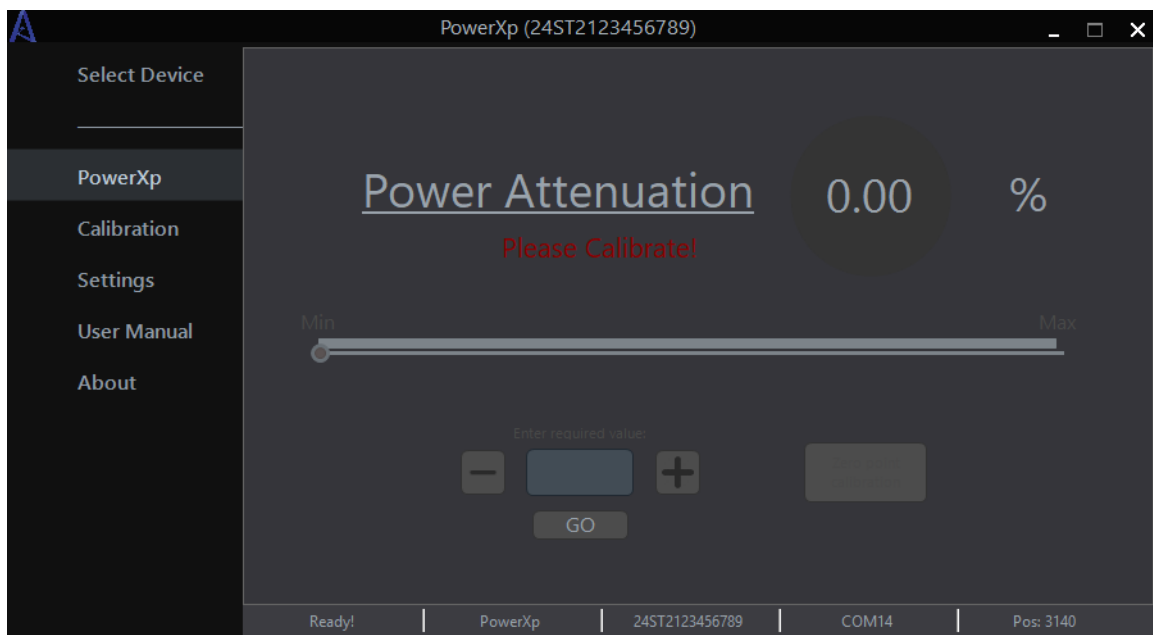 PowerXp (24ST2123456789)
Select Device
PowerXp
Calibration
Settings
User Manual
About
Power Attenuation 0.00 %
Please Calibrate!
Min Max
Enter required value:
GO
Ready! PowerXp 24ST2123456789 COM14 Pos: 3140